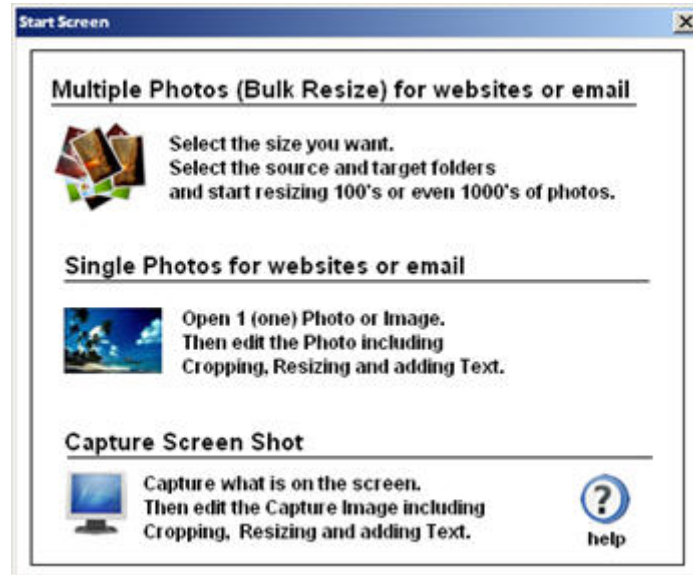 Start Screen
Multiple Photos (Bulk Resize) for websites or email
Select the size you want.
Select the source and target folders
and start resizing 100's or even 1000's of photos.
Single Photos for websites or email
Open 1 (one) Photo or Image.
Then edit the Photo including
Cropping, Resizing and adding Text.
Capture Screen Shot
Capture what is on the screen.
Then edit the Capture Image including
Cropping, Resizing and adding Text.
?
help